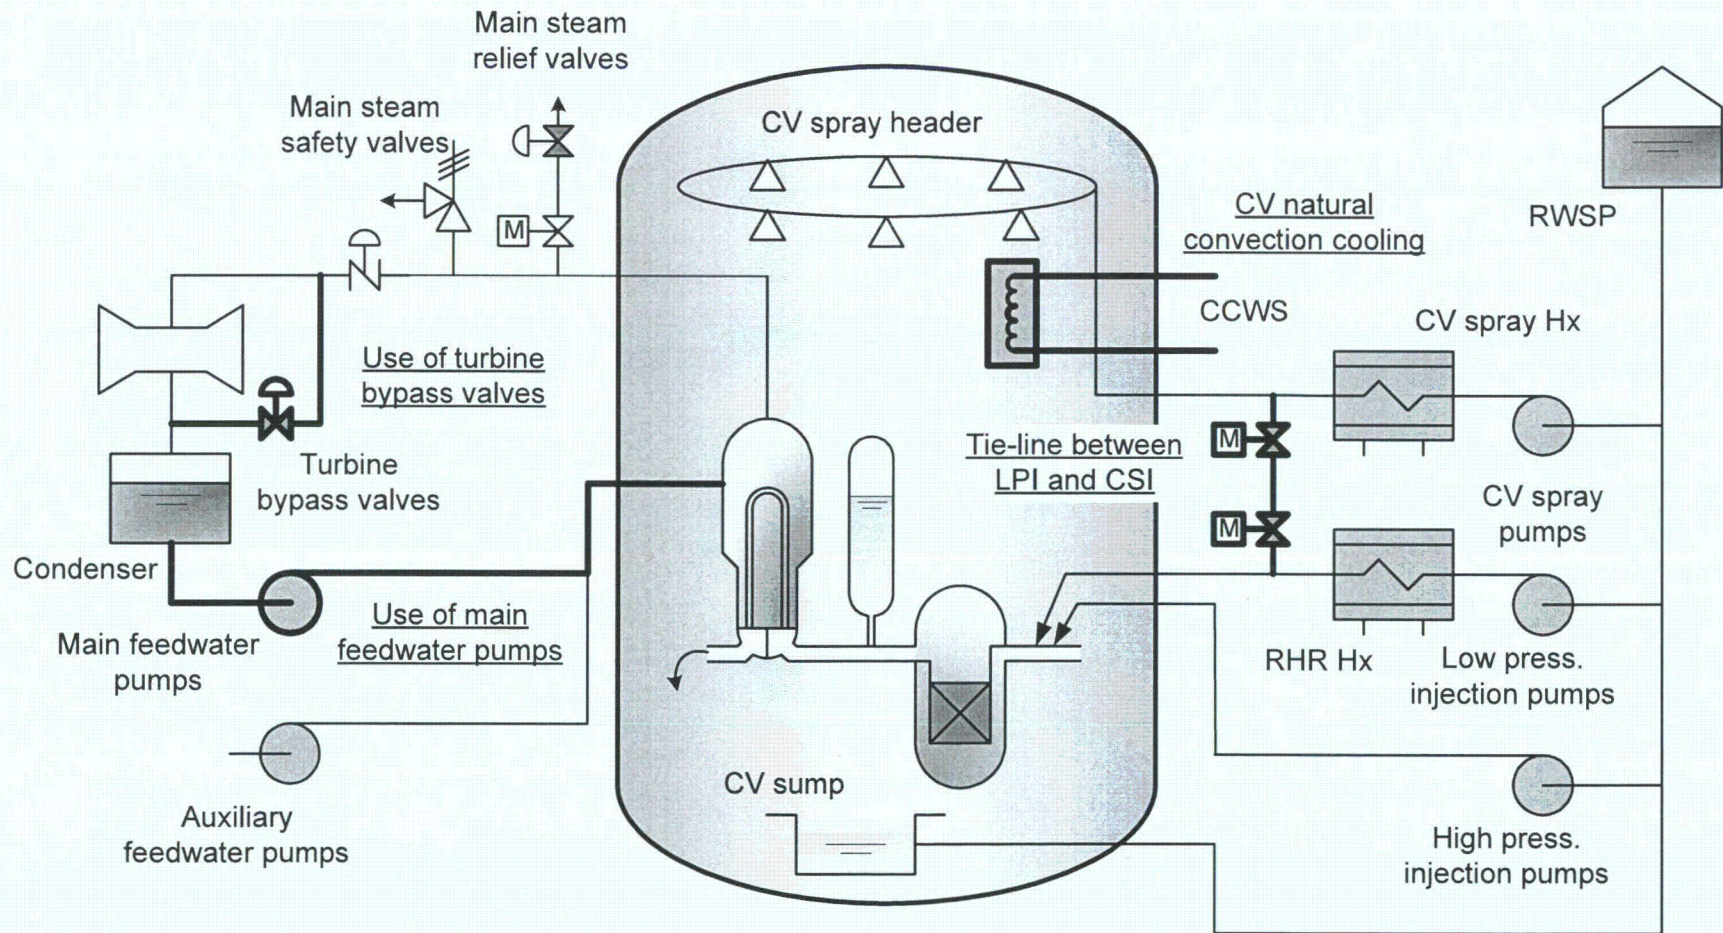 Main steam
relief valves
Main steam
safety valves
CV spray header
M
CV natural
convection cooling
RWSP
CCWS
CV spray Hx
Use of turbine
bypass valves
Turbine
bypass valves
Tie-line between
LPI and CSI
M
M
CV spray
pumps
Condenser
Use of main
feedwater pumps
Main feedwater
pumps
RHR Hx
Low press.
injection pumps
CV sump
Auxiliary
feedwater pumps
High press.
injection pumps